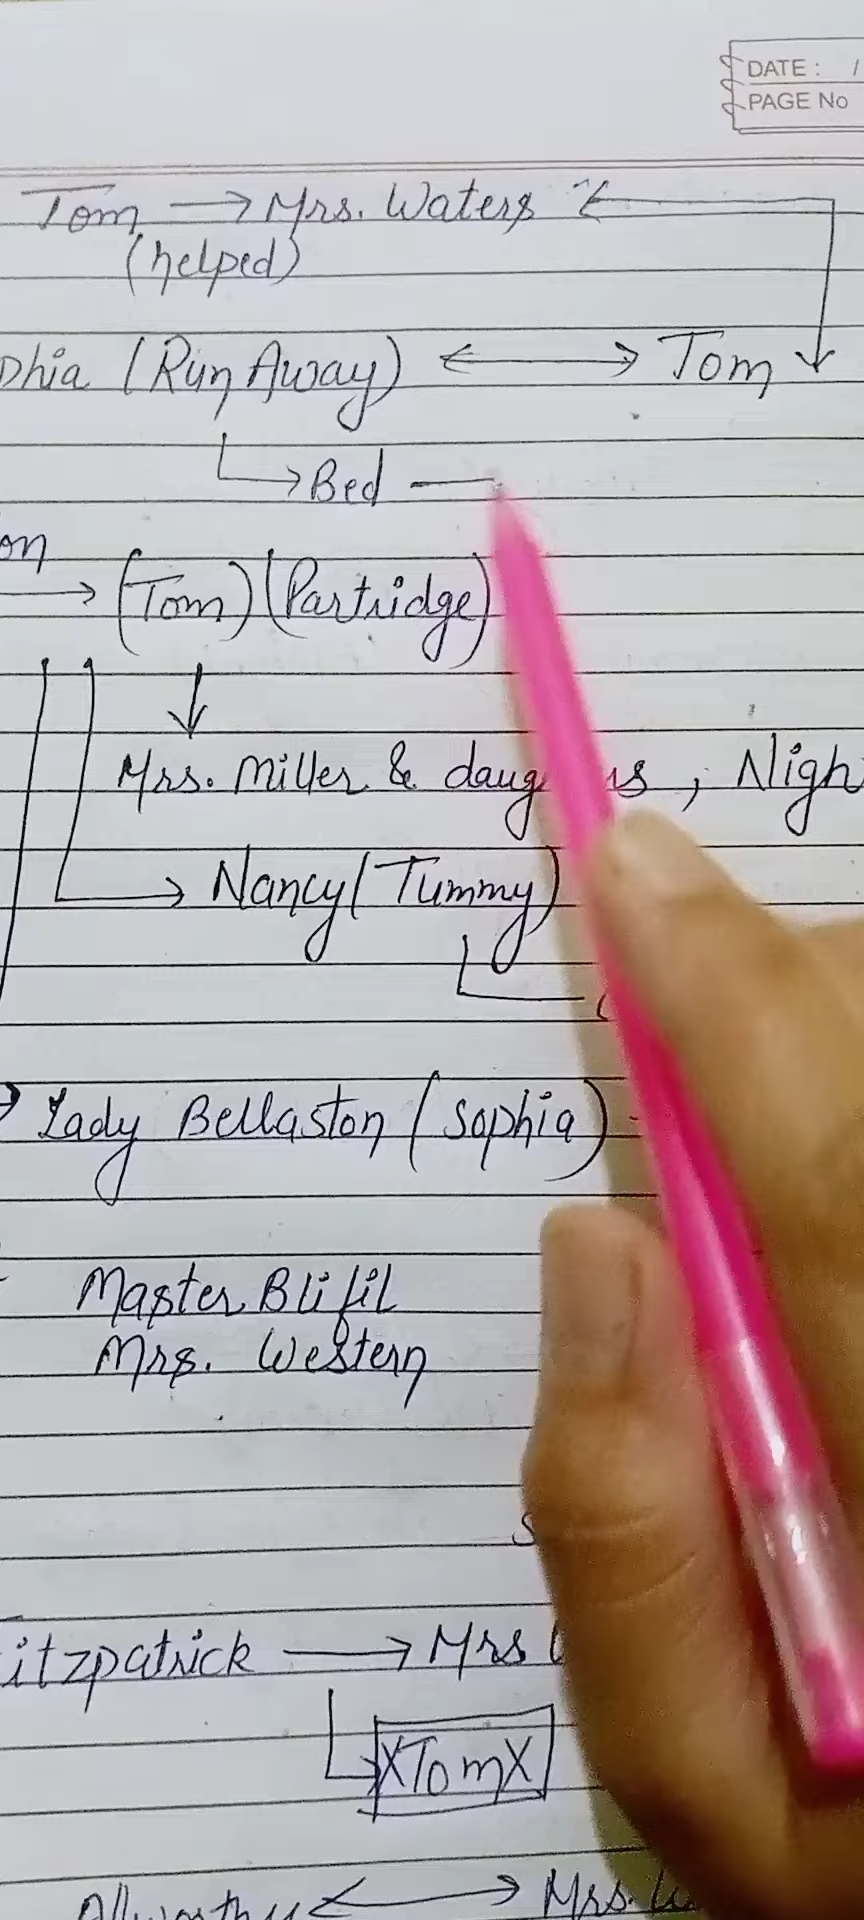 DATE: /
PAGE No
Tom → Mrs. Waters ←
(helped)
phia (Run Away) ↔ Tom
→ Bed —
on
→ (Tom) (Partridge)
Mrs. Miller & daug s, Nigh
→ Nancy (Tummy)
Lady Bellaston (Sophia)
Master Blifil
Mrs. Western
itzpatrick → Mrs
XTomX
Allworthy ↔ Mrs. W